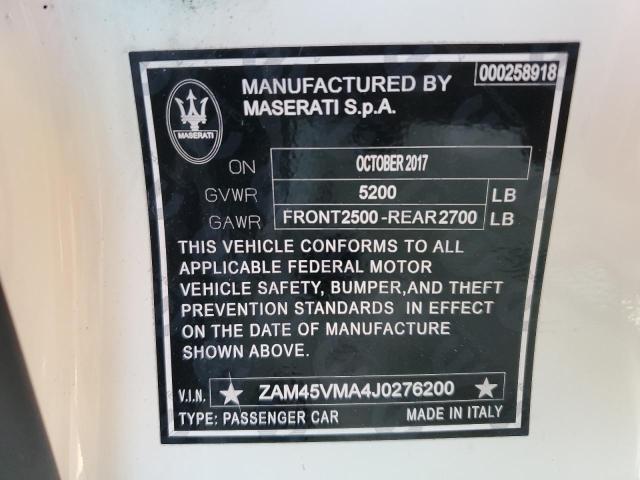 MANUFACTURED BY
MASERATI S.p.A.
000258918
MASERATI
ON OCTOBER 2017
GVWR 5200 LB
GAWR FRONT2500-REAR2700 LB
THIS VEHICLE CONFORMS TO ALL
APPLICABLE FEDERAL MOTOR
VEHICLE SAFETY, BUMPER,AND THEFT
PREVENTION STANDARDS IN EFFECT
ON THE DATE OF MANUFACTURE
SHOWN ABOVE.
V.I.N. ★ ZAM45VMA4J0276200 ★
TYPE: PASSENGER CAR MADE IN ITALY